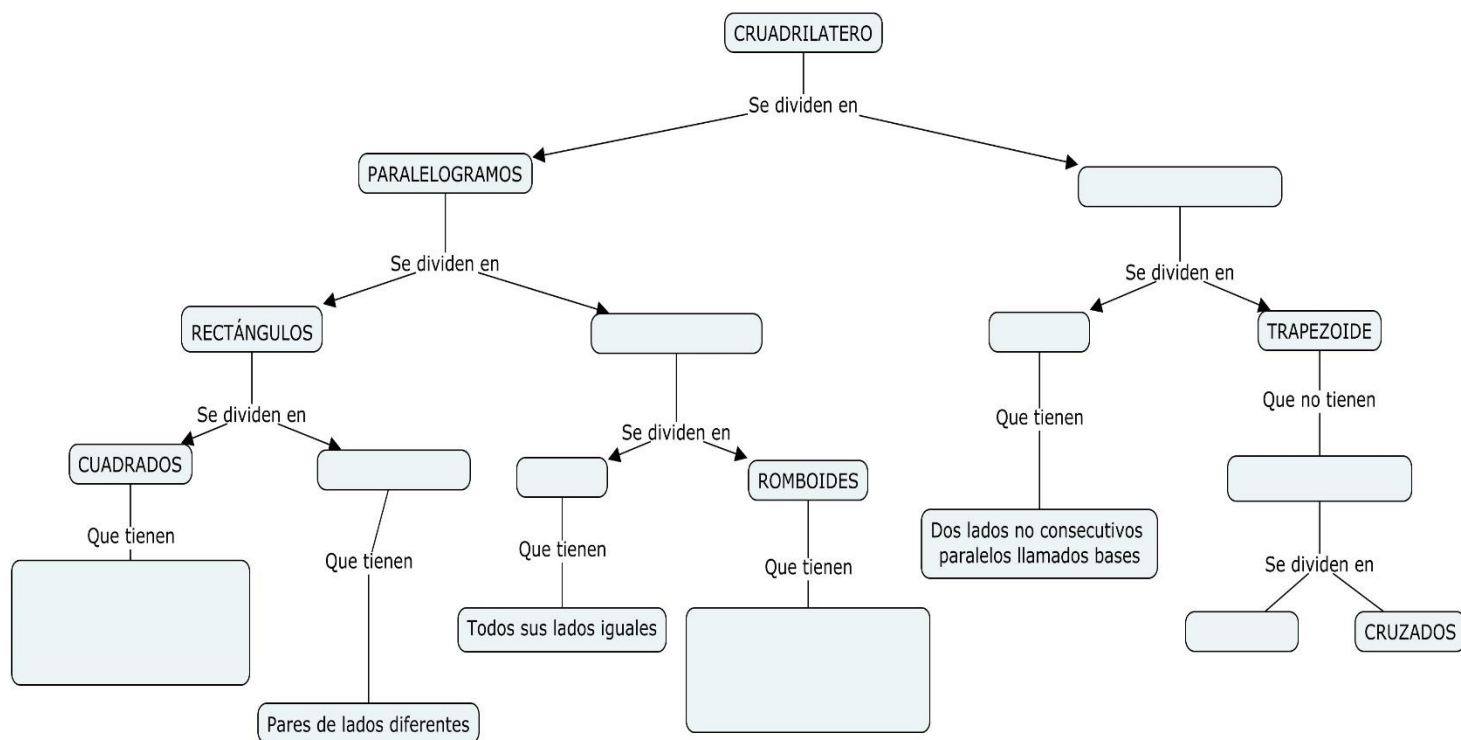 CRUADRILATERO
Se dividen en
PARALELOGRAMOS
Se dividen en
Se dividen en
RECTÁNGULOS
TRAPEZOIDE
Se dividen en
Se dividen en
Que tienen
Que no tienen
CUADRADOS
ROMBOIDES
Que tienen
Que tienen
Que tienen
Que tienen
Dos lados no consecutivos
paralelos llamados bases
Se dividen en
Todos sus lados iguales
CRUZADOS
Pares de lados diferentes